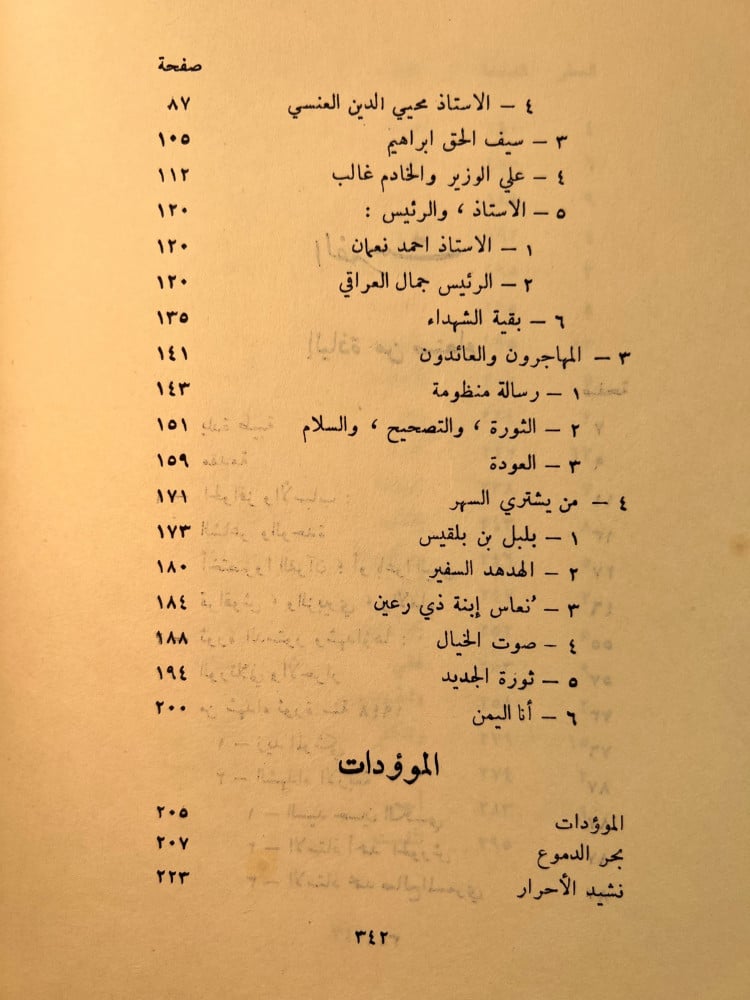 صفحة
٤ – الاستاذ محيي الدين العنسي ٨٧
٣ – سيف الحق ابراهيم ١٠٥
٤ – علي الوزير والخادم غالب ١١٢
٥ – الاستاذ ، والرئيس : ١٢٠
١ – الاستاذ احمد نعمان ١٢٠
٢ – الرئيس جمال العراقي ١٢٠
٦ – بقية الشهداء ١٣٥
٣ – المهاجرون والعائدون ١٤١
١ – رسالة منظومة ١٤٣
٢ – الثورة ، والتصحيح ، والسلام ١٥١
٣ – العودة ١٥٩
٤ – من يشتري السهر ١٧١
١ – بلبل بن بلقيس ١٧٣
٢ – الهدهد السفير ١٨٠
٣ – نُعاس إبنة ذي رعين ١٨٤
٤ – صوت الخيال ١٨٨
٥ – ثورة الجديد ١٩٤
٦ – أنا اليمن ٢٠٠
الموؤدات
الموؤدات ٢٠٥
بحر الدموع ٢٠٧
نشيد الأحرار ٢٢٣
٣٤٢